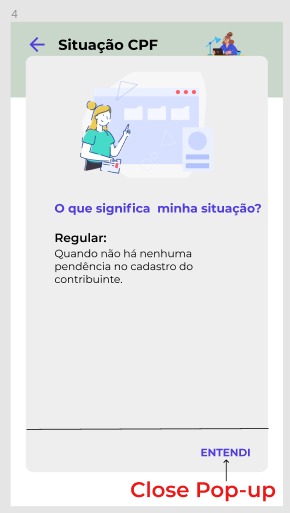 4
Situação CPF
O que significa minha situação?
Regular:
Quando não há nenhuma
pendência no cadastro do
contribuinte.
ENTENDI
Close Pop-up